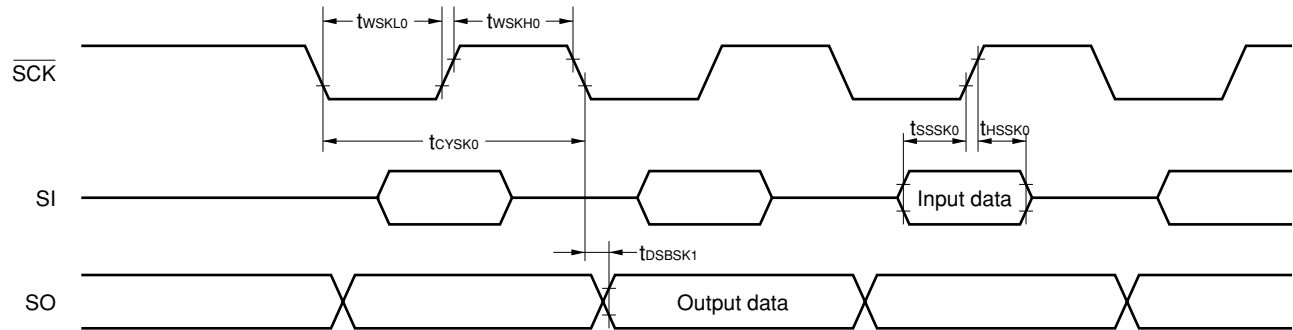 tWSKL0 tWSKH0
SCK
tCYSK0 tSSSK0 tHSSK0
SI Input data
tDSBSK1
SO Output data